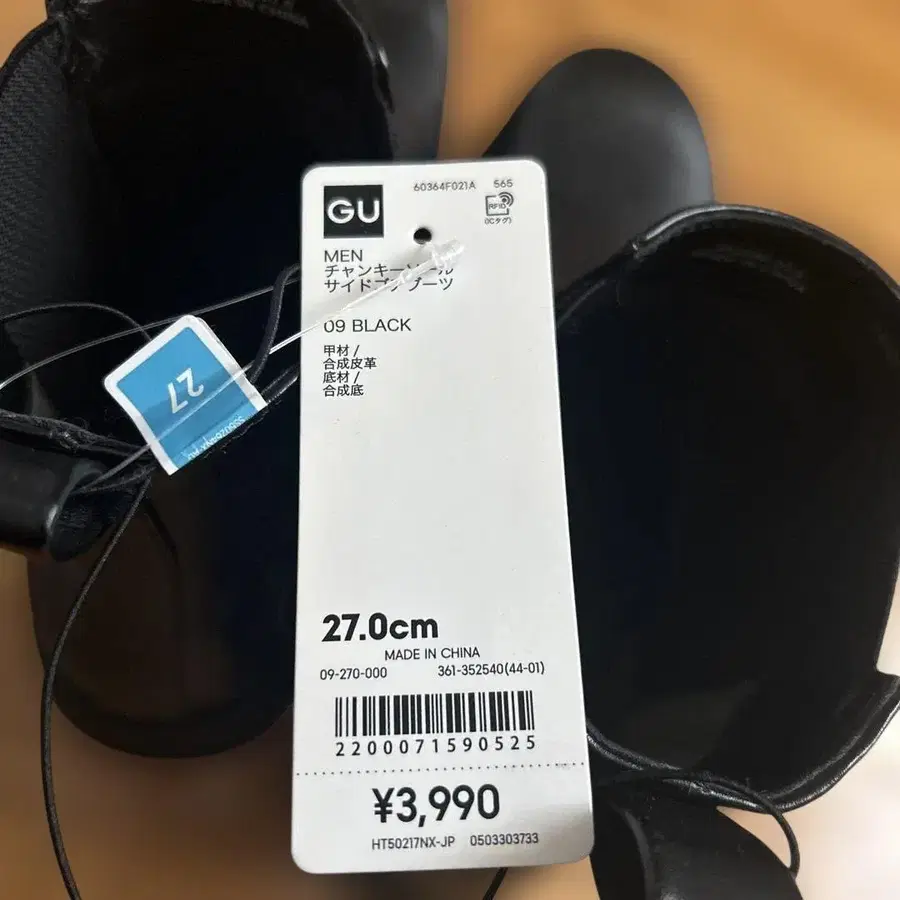 GU
60364F021A 565
RFID
(ICタグ)
MEN
チャンキーソール
サイドゴアブーツ
09 BLACK
甲材 /
合成皮革
底材 /
合成底
27
27.0cm
MADE IN CHINA
09-270-000 361-352540(44-01)
2200071590525
¥3,990
HT50217NX-JP 0503303733